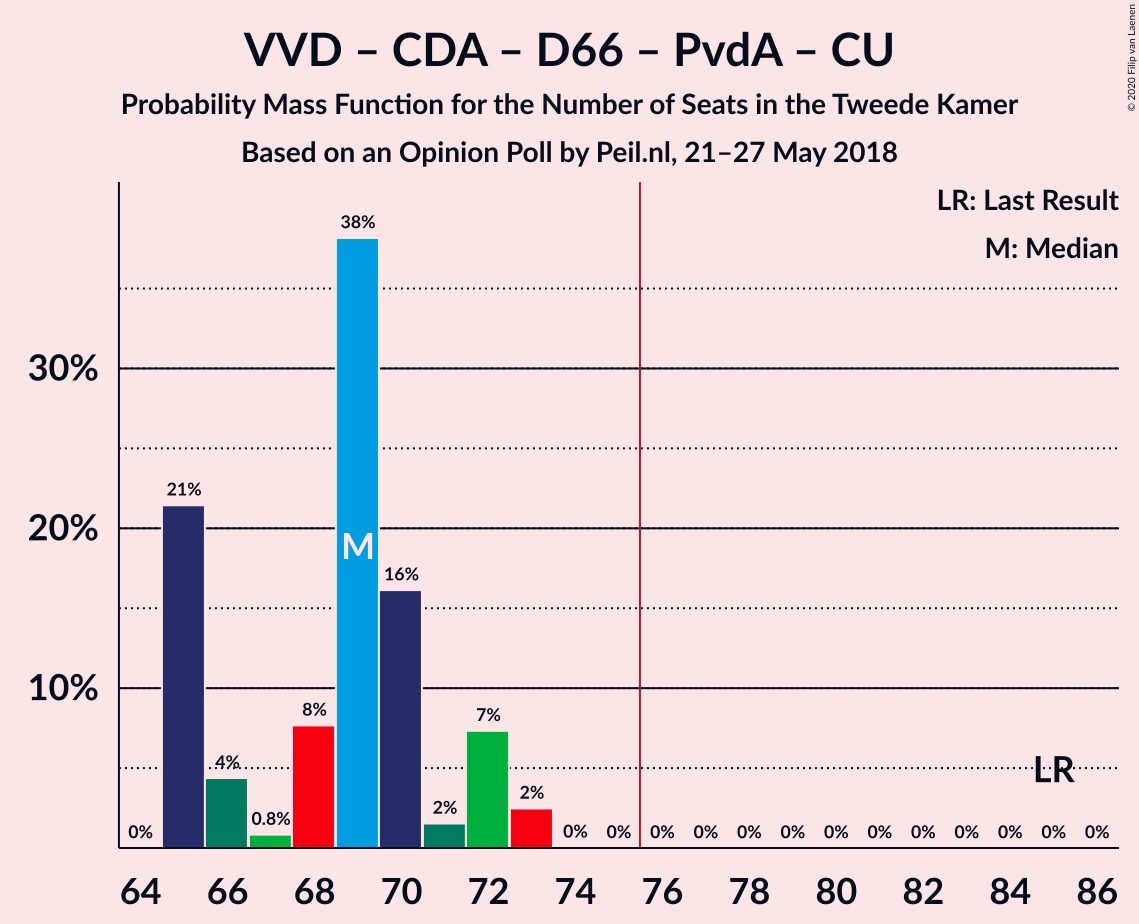 VVD – CDA – D66 – PvdA – CU
Probability Mass Function for the Number of Seats in the Tweede Kamer
Based on an Opinion Poll by Peil.nl, 21–27 May 2018
© 2020 Filip van Laenen
LR: Last Result
M: Median
30%
20%
10%
0%
21%
4%
0.8%
8%
38%
M
16%
2%
7%
2%
0%
0%
0%
0%
0%
0%
0%
0%
0%
0%
0%
0%
0%
LR
64 66 68 70 72 74 76 78 80 82 84 86